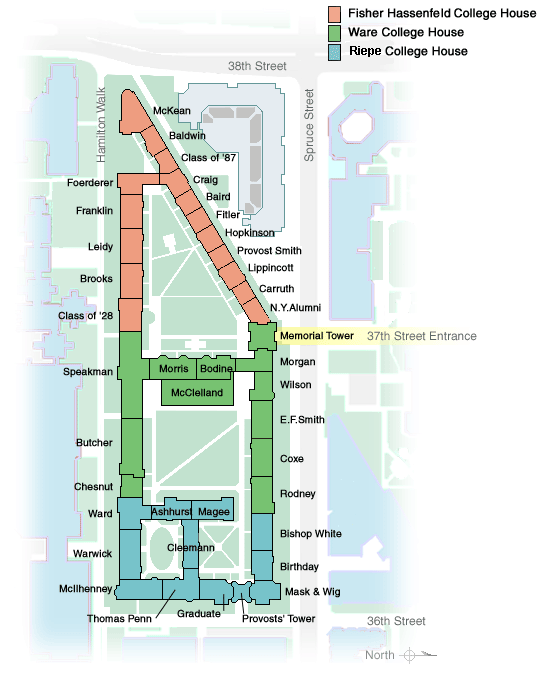 Fisher Hassenfeld College House
Ware College House
Riepe College House
38th Street
Hamilton Walk
Spruce Street
McKean
Baldwin
Class of '87
Craig
Foerderer
Baird
Franklin
Fitler
Hopkinson
Leidy
Provost Smith
Lippincott
Brooks
Carruth
N.Y.Alumni
Class of '28
Memorial Tower
37th Street Entrance
Morgan
Speakman
Morris
Bodine
Wilson
McClelland
E.F.Smith
Butcher
Coxe
Chesnut
Rodney
Ward
Ashhurst
Magee
Bishop White
Cleemann
Warwick
Birthday
McIlhenney
Mask & Wig
Thomas Penn
Graduate
Provosts' Tower
36th Street
North